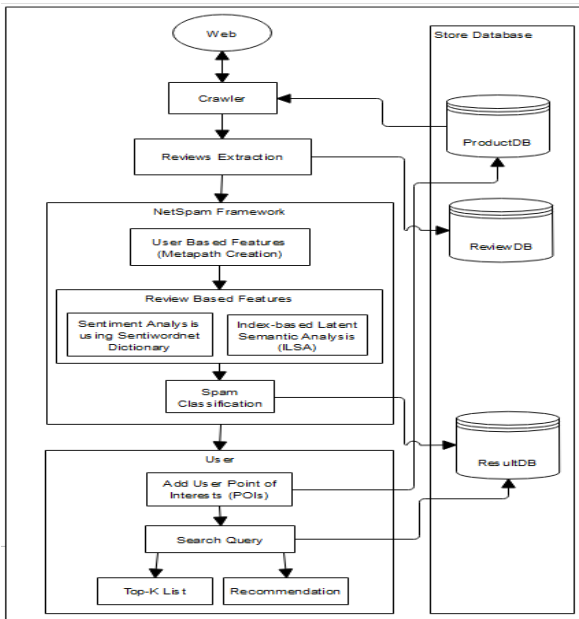 Web
Store Database
Crawler
ProductDB
Reviews Extraction
NetSpam Framework
ReviewDB
User Based Features
(Metapath Creation)
Review Based Features
Sentiment Analysis
using Sentiwordnet
Dictionary
Index-based Latent
Semantic Analysis
(ILSA)
Spam
Classification
ResultDB
User
Add User Point of
Interests (POIs)
Search Query
Top-K List
Recommendation